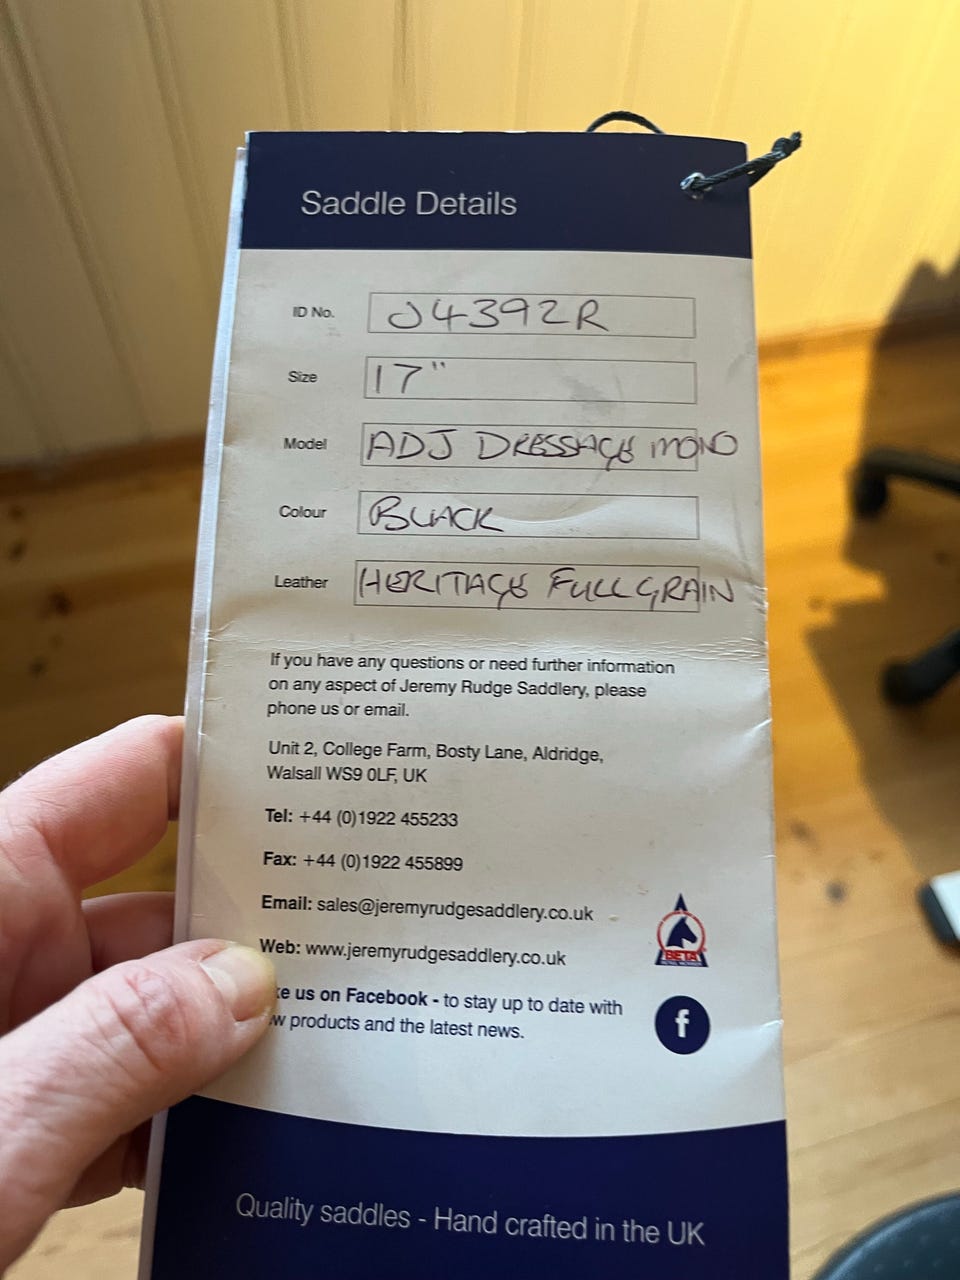 Saddle Details
ID No. J4392R
Size 17"
Model ADJ DRESSAGE MONO
Colour BLACK
Leather HERITAGE FULL GRAIN
If you have any questions or need further information
on any aspect of Jeremy Rudge Saddlery, please
phone us or email.
Unit 2, College Farm, Bosty Lane, Aldridge,
Walsall WS9 0LF, UK
Tel: +44 (0)1922 455233
Fax: +44 (0)1922 455899
Email: sales@jeremyrudgesaddlery.co.uk
Web: www.jeremyrudgesaddlery.co.uk
BETA
ke us on Facebook - to stay up to date with
w products and the latest news.
f
Quality saddles - Hand crafted in the UK